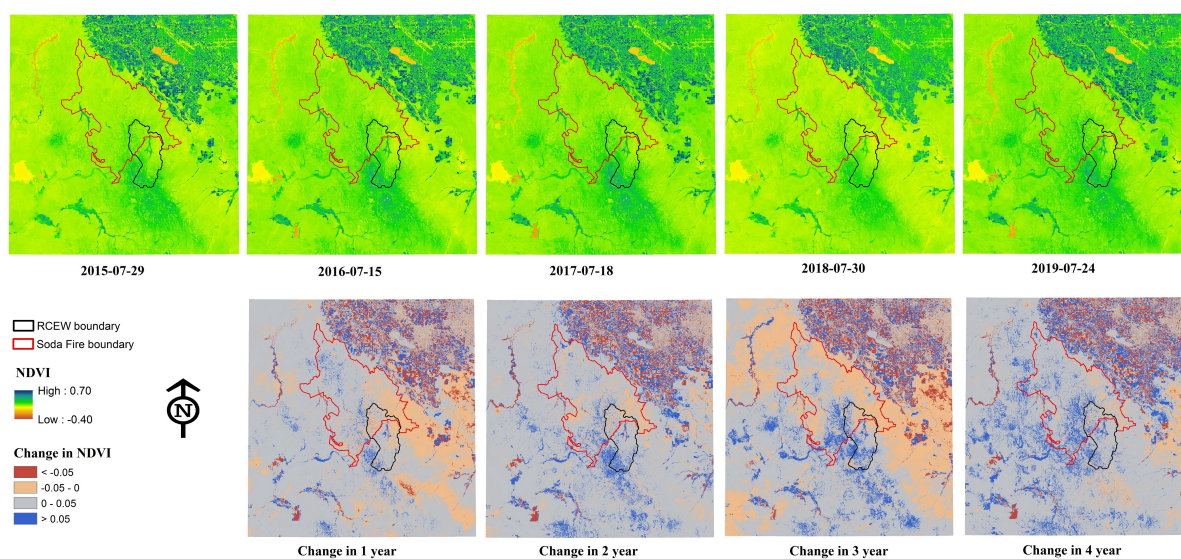 2015-07-29
2016-07-15
2017-07-18
2018-07-30
2019-07-24
RCEW boundary
Soda Fire boundary
NDVI
High : 0.70
Low : -0.40
N
Change in NDVI
< -0.05
-0.05 - 0
0 - 0.05
> 0.05
Change in 1 year
Change in 2 year
Change in 3 year
Change in 4 year